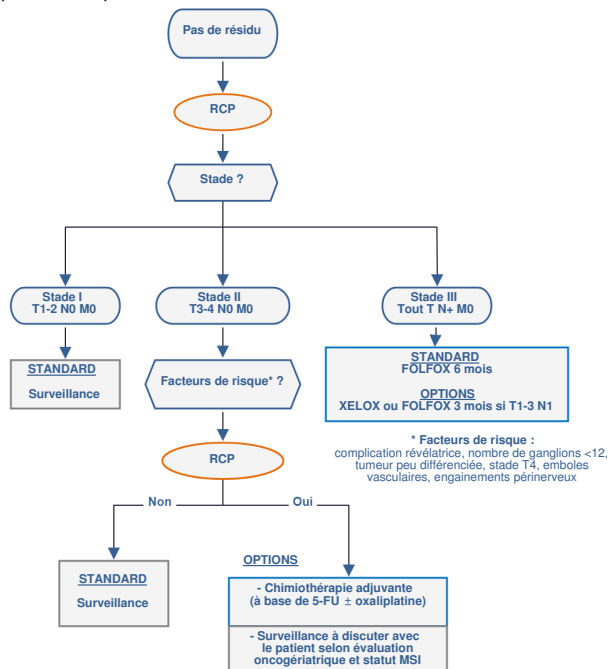 Pas de résidu
RCP
Stade ?
Stade I
T1-2 N0 M0
Stade II
T3-4 N0 M0
Stade III
Tout T N+ M0
STANDARD
Surveillance
Facteurs de risque* ?
STANDARD
FOLFOX 6 mois
OPTIONS
XELOX ou FOLFOX 3 mois si T1-3 N1
* Facteurs de risque :
complication révélatrice, nombre de ganglions <12,
tumeur peu différenciée, stade T4, emboles
vasculaires, engainements périnerveux
RCP
Non
Oui
STANDARD
Surveillance
OPTIONS
- Chimiothérapie adjuvante
(à base de 5-FU ± oxaliplatine)
- Surveillance à discuter avec
le patient selon évaluation
oncogériatrique et statut MSI